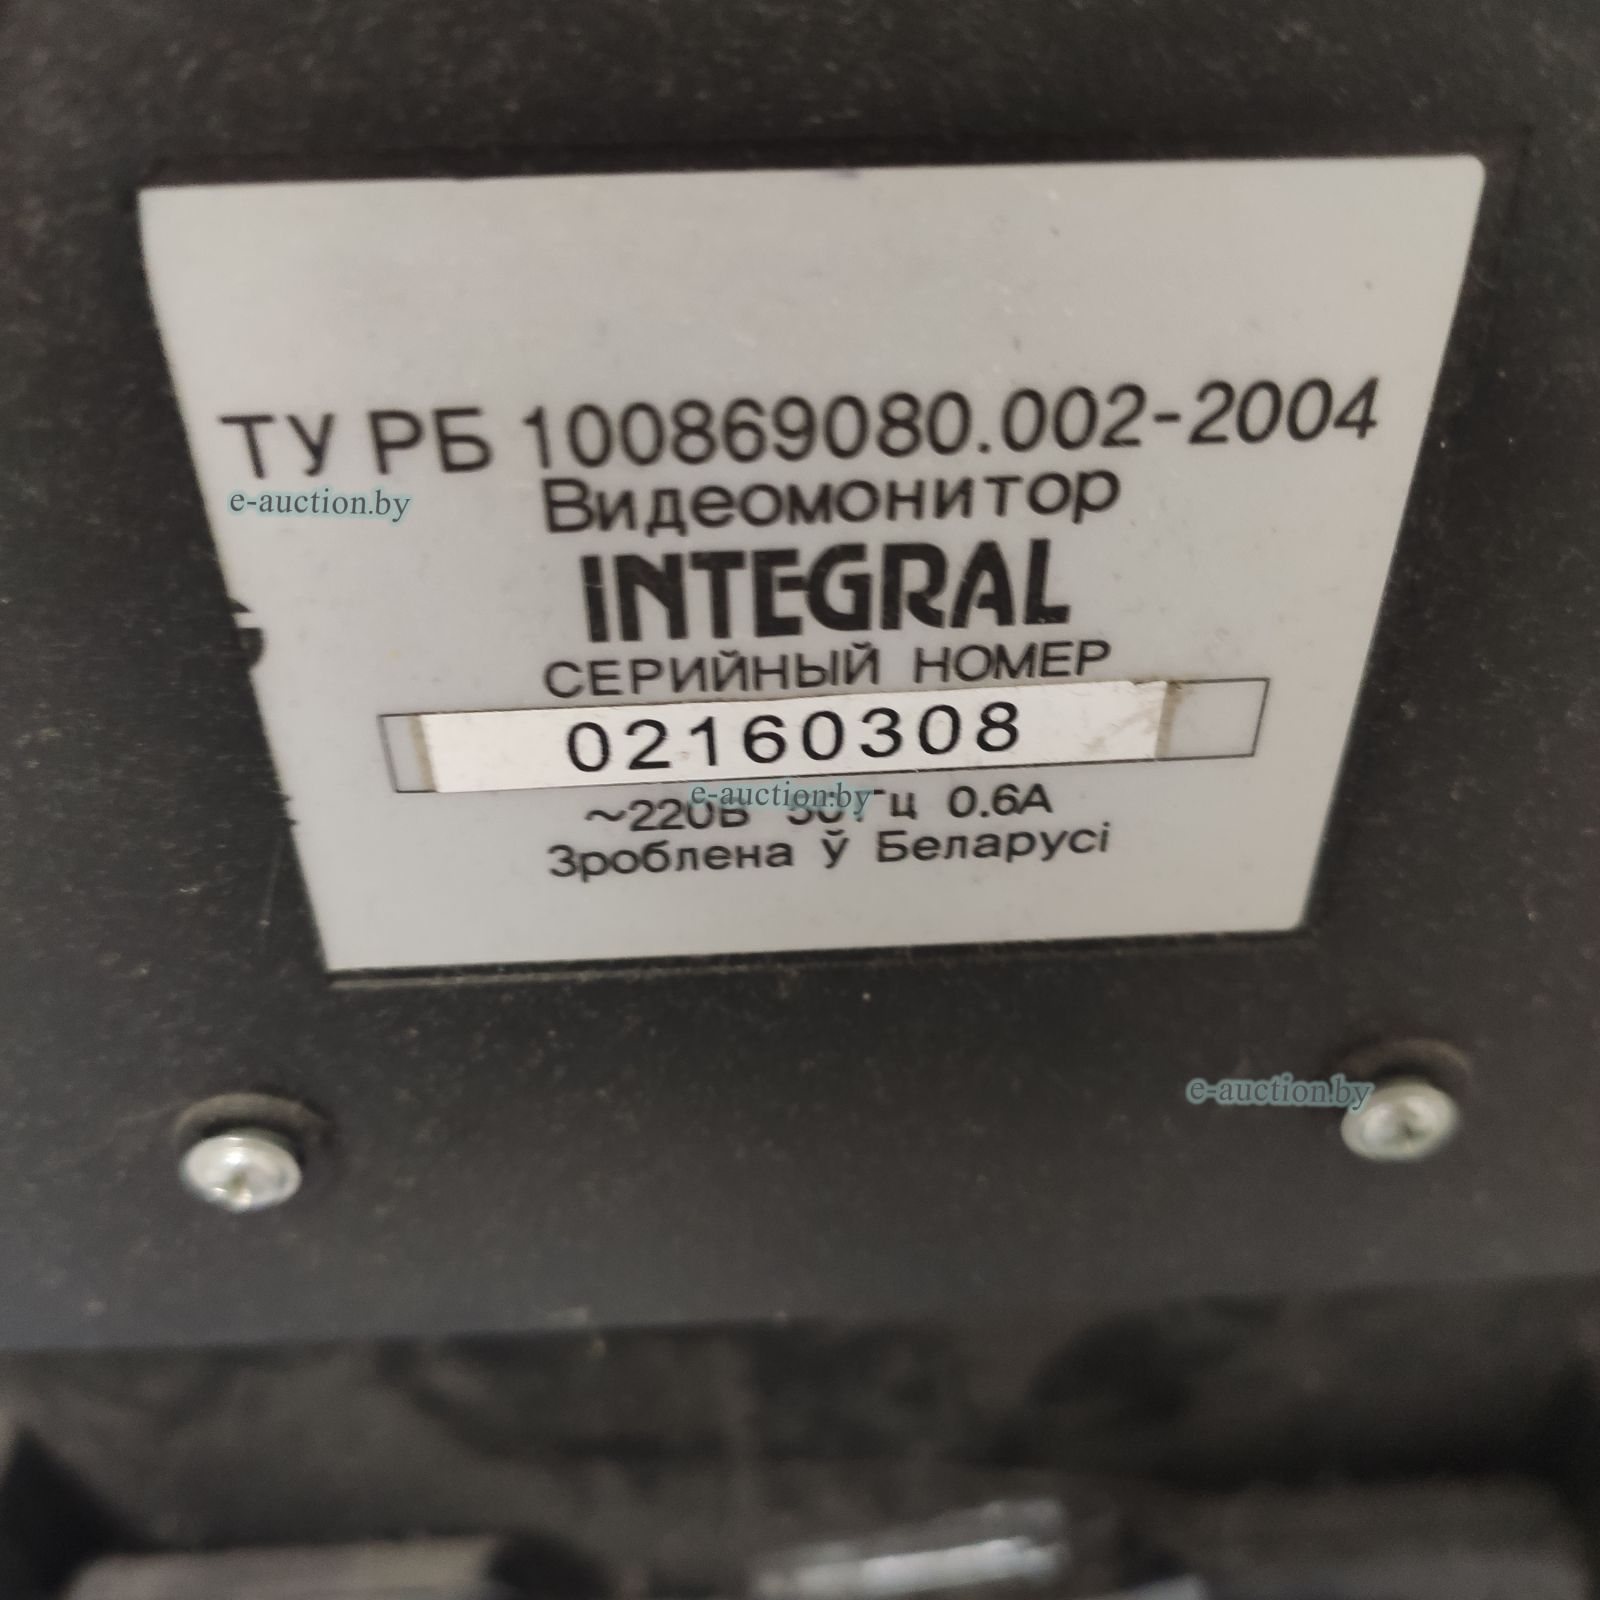 ТУ РБ 100869080.002-2004
e-auction.by
Видеомонитор
INTEGRAL
СЕРИЙНЫЙ НОМЕР
02160308
e-auction.by
~220В 50Гц 0.6А
Зроблена ў Беларусі
e-auction.by